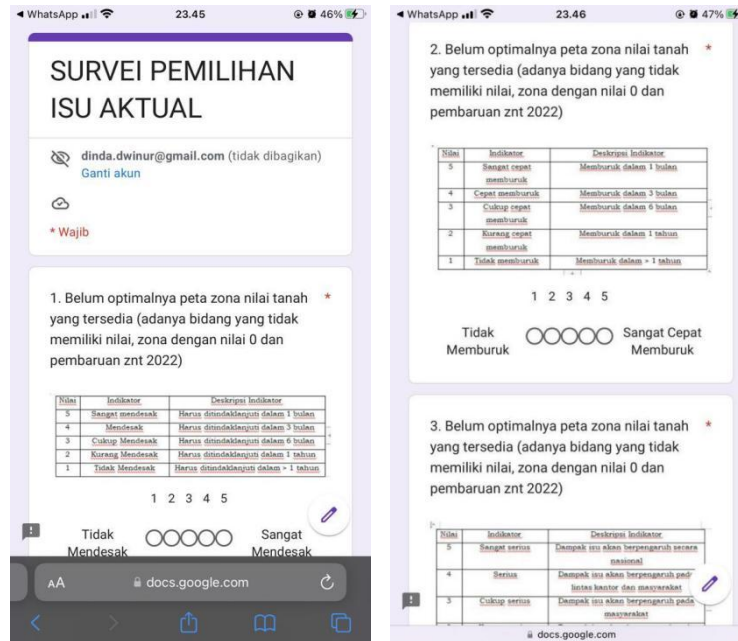 WhatsApp
23.45
46%
SURVEI PEMILIHAN
ISU AKTUAL
dinda.dwinur@gmail.com (tidak dibagikan)
Ganti akun
* Wajib
1. Belum optimalnya peta zona nilai tanah *
yang tersedia (adanya bidang yang tidak
memiliki nilai, zona dengan nilai 0 dan
pembaruan znt 2022)
Nilai Indikator Deskripsi Indikator
5 Sangat mendesak Harus ditindaklanjuti dalam 1 bulan
4 Mendesak Harus ditindaklanjuti dalam 3 bulan
3 Cukup Mendesak Harus ditindaklanjuti dalam 6 bulan
2 Kurang Mendesak Harus ditindaklanjuti dalam 1 tahun
1 Tidak Mendesak Harus ditindaklanjuti dalam > 1 tahun
1 2 3 4 5
Tidak Sangat
Mendesak Mendesak
AA docs.google.com
WhatsApp
23.46
47%
2. Belum optimalnya peta zona nilai tanah *
yang tersedia (adanya bidang yang tidak
memiliki nilai, zona dengan nilai 0 dan
pembaruan znt 2022)
Nilai Indikator Deskripsi Indikator
5 Sangat cepat Memburuk dalam 1 bulan
memburuk
4 Cepat memburuk Memburuk dalam 3 bulan
3 Cukup cepat Memburuk dalam 6 bulan
memburuk
2 Kurang cepat Memburuk dalam 1 tahun
memburuk
1 Tidak memburuk Memburuk dalam > 1 tahun
1 2 3 4 5
Tidak Sangat Cepat
Memburuk Memburuk
3. Belum optimalnya peta zona nilai tanah *
yang tersedia (adanya bidang yang tidak
memiliki nilai, zona dengan nilai 0 dan
pembaruan znt 2022)
Nilai Indikator Deskripsi Indikator
5 Sangat serius Dampak isu akan berpengaruh secara
nasional
4 Serius Dampak isu akan berpengaruh pad
lintas kantor dan masyarakat
3 Cukup serius Dampak isu akan berpengaruh pada
masyarakat
docs.google.com